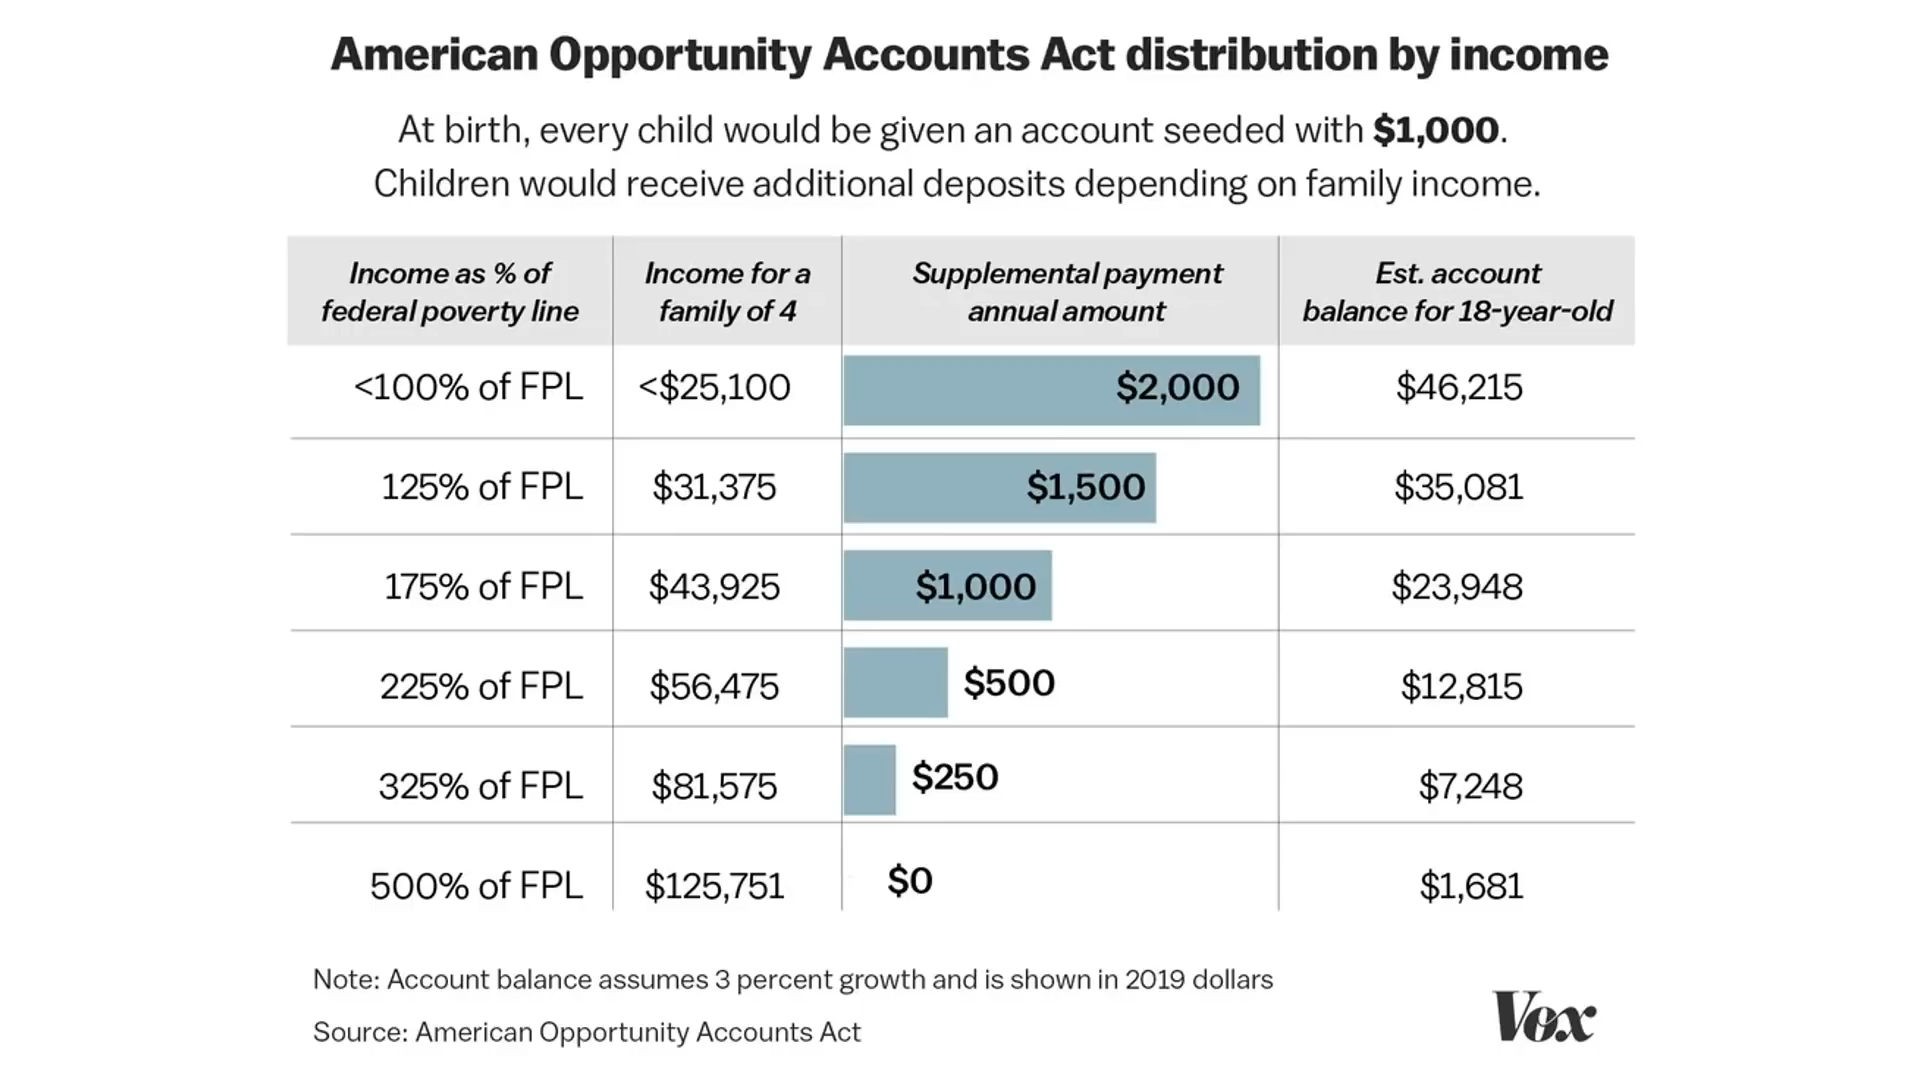 American Opportunity Accounts Act distribution by income
At birth, every child would be given an account seeded with $1,000.
Children would receive additional deposits depending on family income.
Income as % of federal poverty line
Income for a family of 4
Supplemental payment annual amount
Est. account balance for 18-year-old
<100% of FPL <$25,100 $2,000 $46,215
125% of FPL $31,375 $1,500 $35,081
175% of FPL $43,925 $1,000 $23,948
225% of FPL $56,475 $500 $12,815
325% of FPL $81,575 $250 $7,248
500% of FPL $125,751 $0 $1,681
Note: Account balance assumes 3 percent growth and is shown in 2019 dollars
Source: American Opportunity Accounts Act
Vox